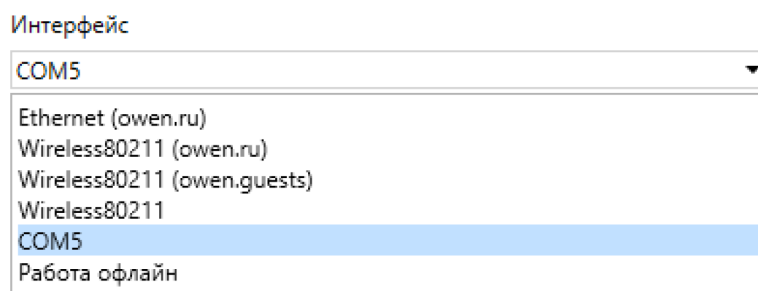 Интерфейс
COM5
Ethernet (owen.ru)
Wireless80211 (owen.ru)
Wireless80211 (owen.guests)
Wireless80211
COM5
Работа офлайн